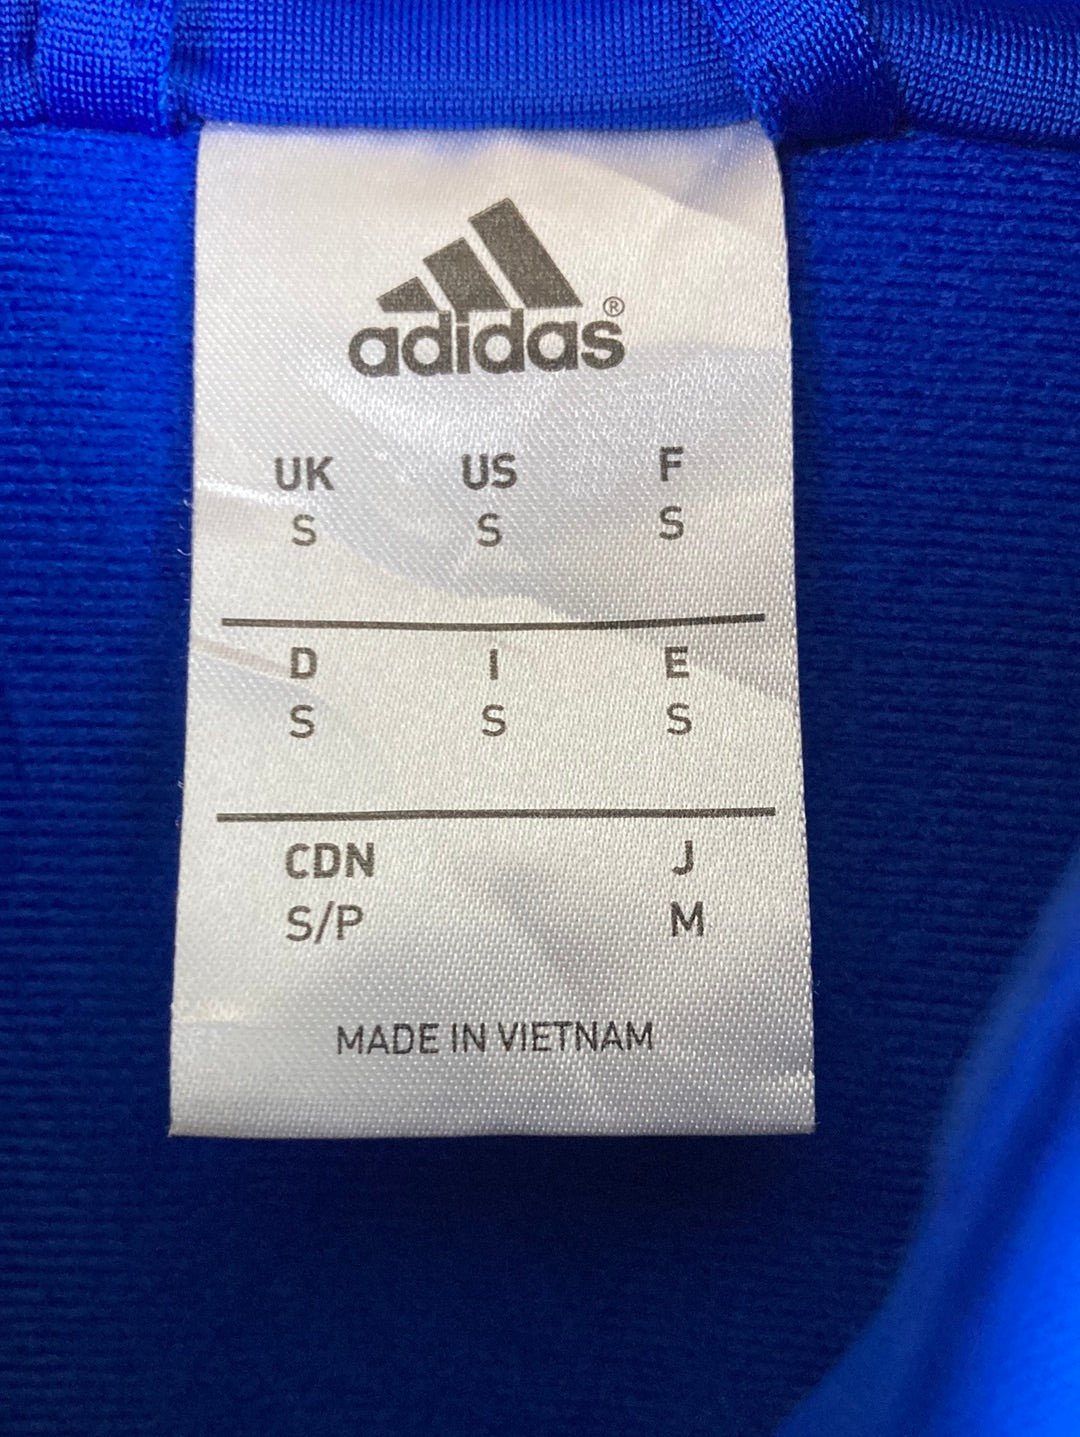 adidas®
UK US F
S S S
D I E
S S S
CDN J
S/P M
MADE IN VIETNAM